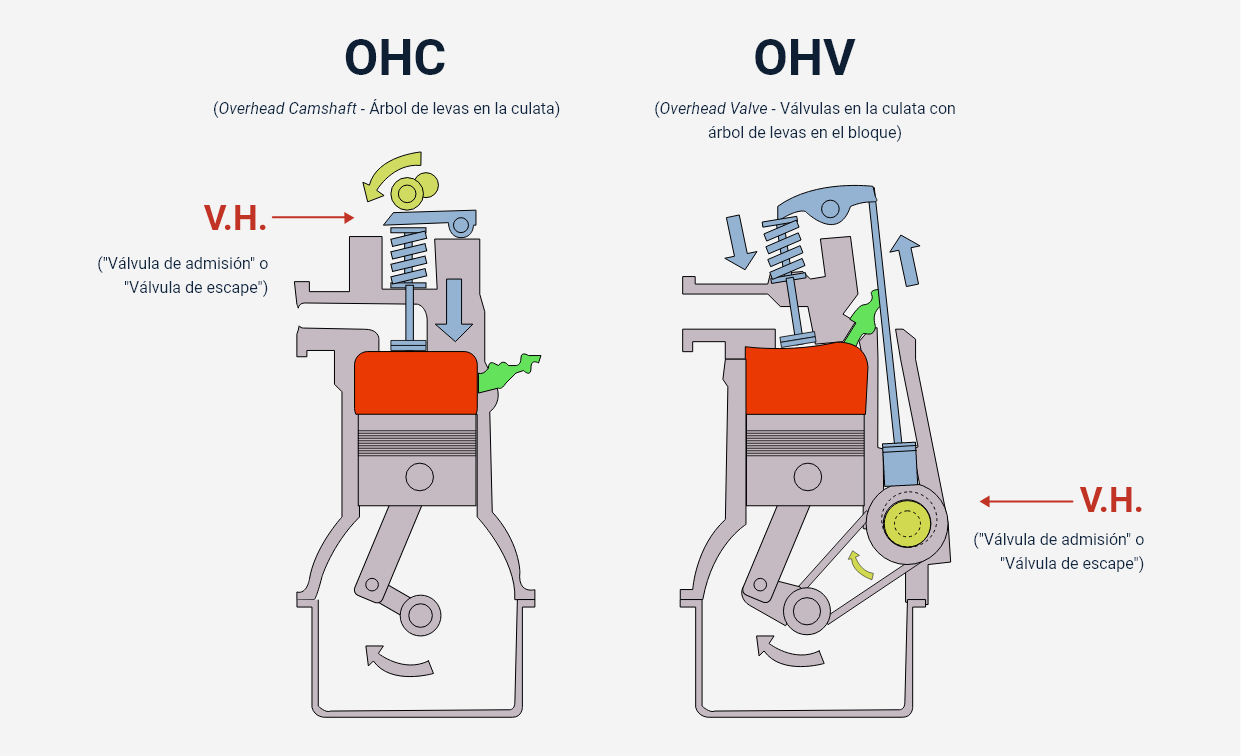 OHC
(Overhead Camshaft - Árbol de levas en la culata)
V.H.
("Válvula de admisión" o
"Válvula de escape")
OHV
(Overhead Valve - Válvulas en la culata con
árbol de levas en el bloque)
V.H.
("Válvula de admisión" o
"Válvula de escape")